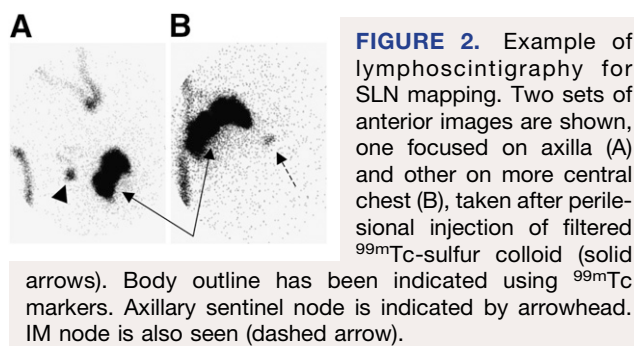 A
B
FIGURE 2. Example of
lymphoscintigraphy for
SLN mapping. Two sets of
anterior images are shown,
one focused on axilla (A)
and other on more central
chest (B), taken after perile-
sional injection of filtered
99mTc-sulfur colloid (solid
arrows). Body outline has been indicated using 99mTc
markers. Axillary sentinel node is indicated by arrowhead.
IM node is also seen (dashed arrow).